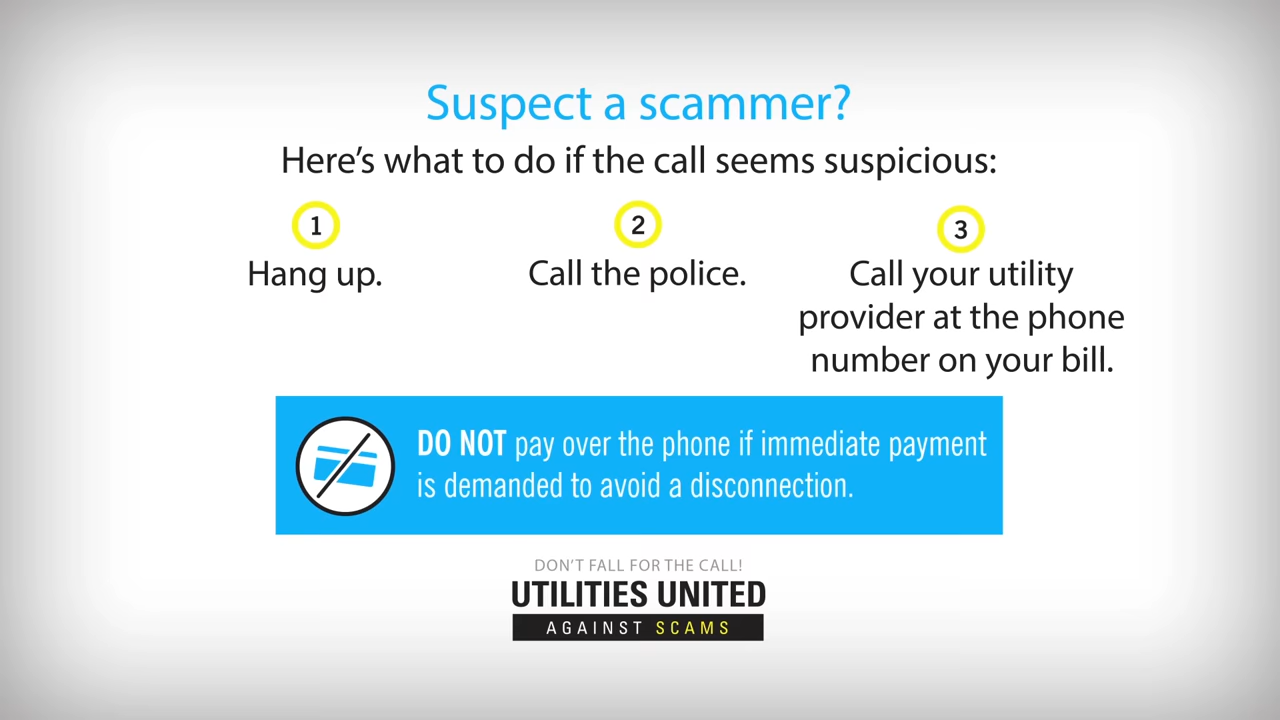 Suspect a scammer?
Here's what to do if the call seems suspicious:
1
Hang up.
2
Call the police.
3
Call your utility
provider at the phone
number on your bill.
DO NOT pay over the phone if immediate payment
is demanded to avoid a disconnection.
DON'T FALL FOR THE CALL!
UTILITIES UNITED
AGAINST SCAMS